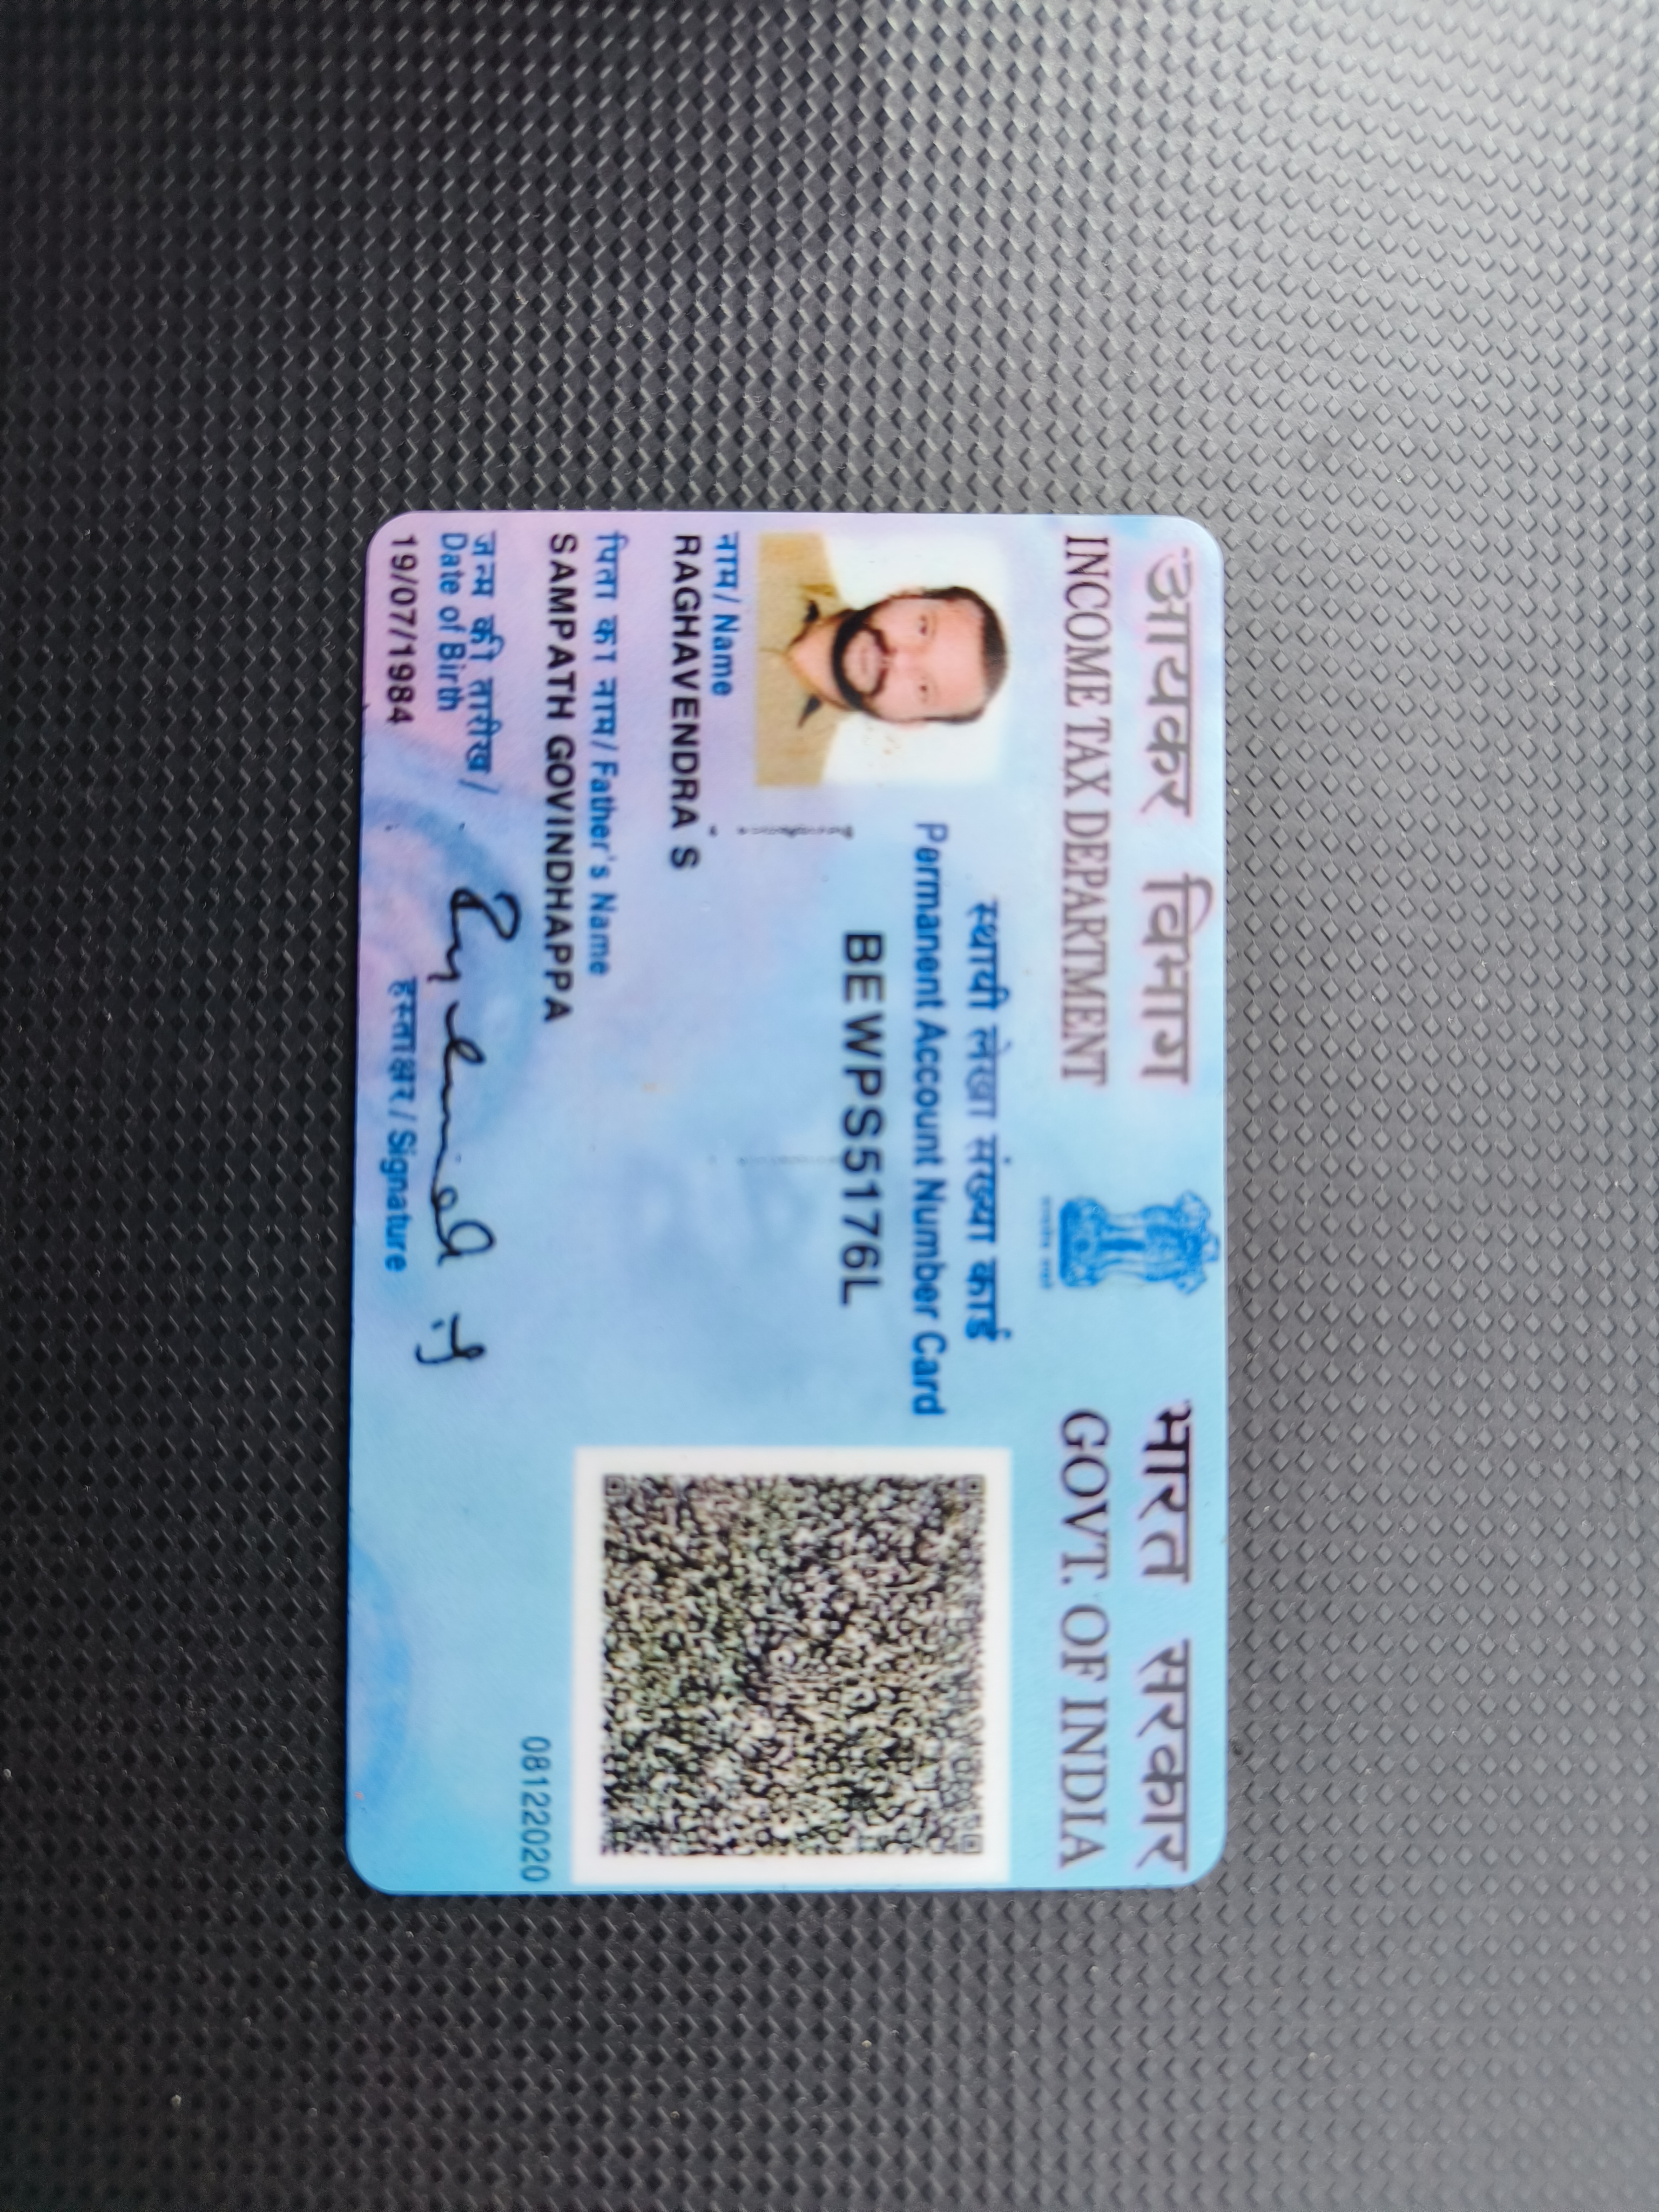 आयकर विभाग
INCOME TAX DEPARTMENT
भारत सरकार
GOVT. OF INDIA
स्थायी लेखा संख्या कार्ड
Permanent Account Number Card
BEWPS5176L
नाम / Name
RAGHAVENDRA S
पिता का नाम / Father's Name
SAMPATH GOVINDHAPPA
जन्म की तारीख /
Date of Birth
19/07/1984
हस्ताक्षर / Signature
08122020